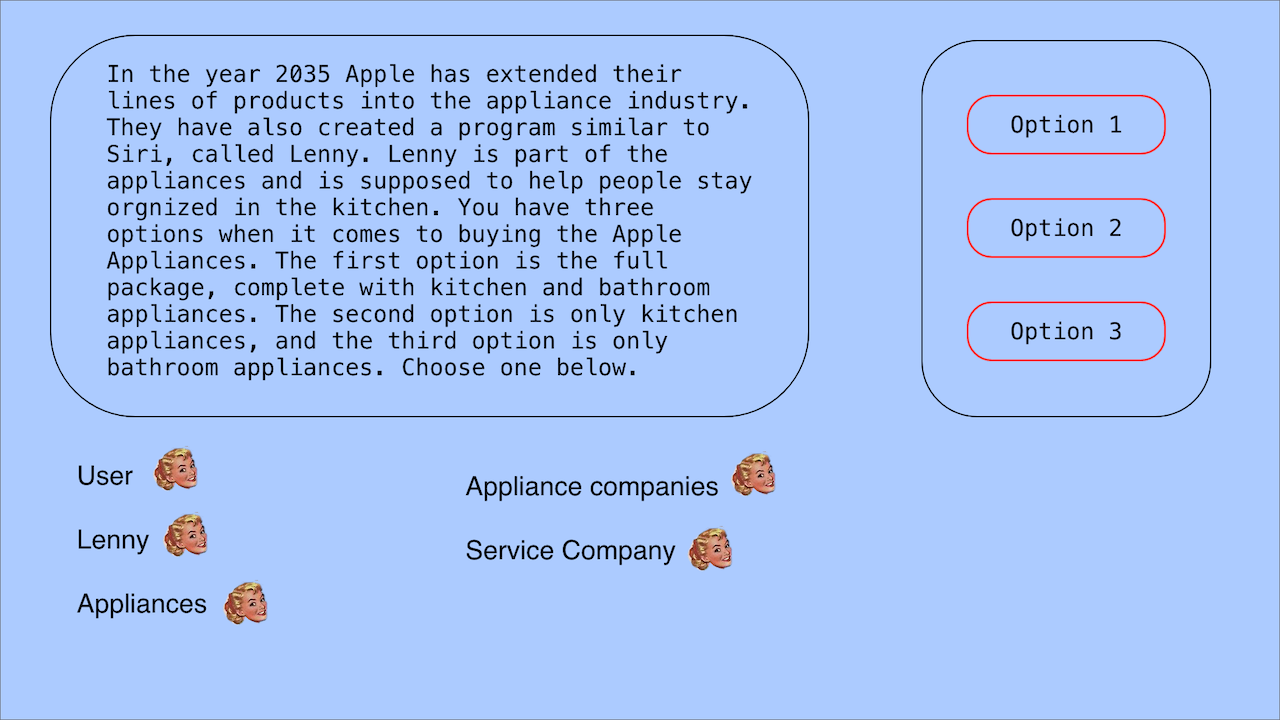 In the year 2035 Apple has extended their
lines of products into the appliance industry.
They have also created a program similar to
Siri, called Lenny. Lenny is part of the
appliances and is supposed to help people stay
orgnized in the kitchen. You have three
options when it comes to buying the Apple
Appliances. The first option is the full
package, complete with kitchen and bathroom
appliances. The second option is only kitchen
appliances, and the third option is only
bathroom appliances. Choose one below.
Option 1
Option 2
Option 3
User
Lenny
Appliances
Appliance companies
Service Company